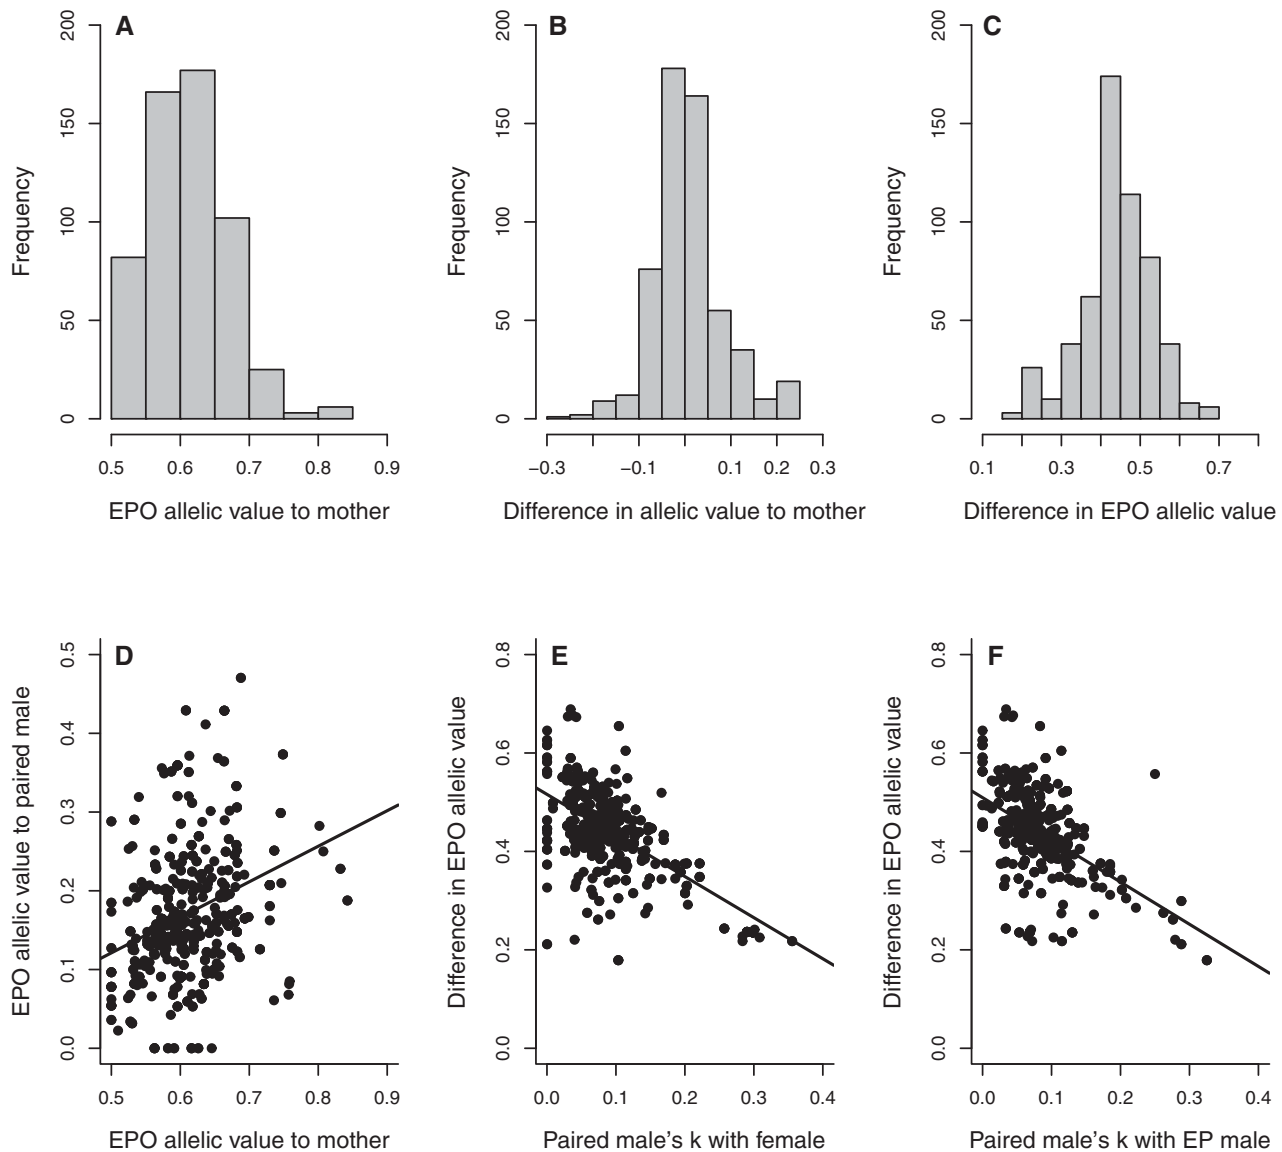 A
B
C
200
150
100
50
0
Frequency
0.5 0.6 0.7 0.8 0.9
EPO allelic value to mother
200
150
100
50
0
Frequency
−0.3 −0.1 0.1 0.2 0.3
Difference in allelic value to mother
200
150
100
50
0
Frequency
0.1 0.3 0.5 0.7
Difference in EPO allelic value
D
E
F
0.5
0.4
0.3
0.2
0.1
0.0
EPO allelic value to paired male
0.5 0.6 0.7 0.8 0.9
EPO allelic value to mother
0.8
0.6
0.4
0.2
0.0
Difference in EPO allelic value
0.0 0.1 0.2 0.3 0.4
Paired male's k with female
0.8
0.6
0.4
0.2
0.0
Difference in EPO allelic value
0.0 0.1 0.2 0.3 0.4
Paired male's k with EP male